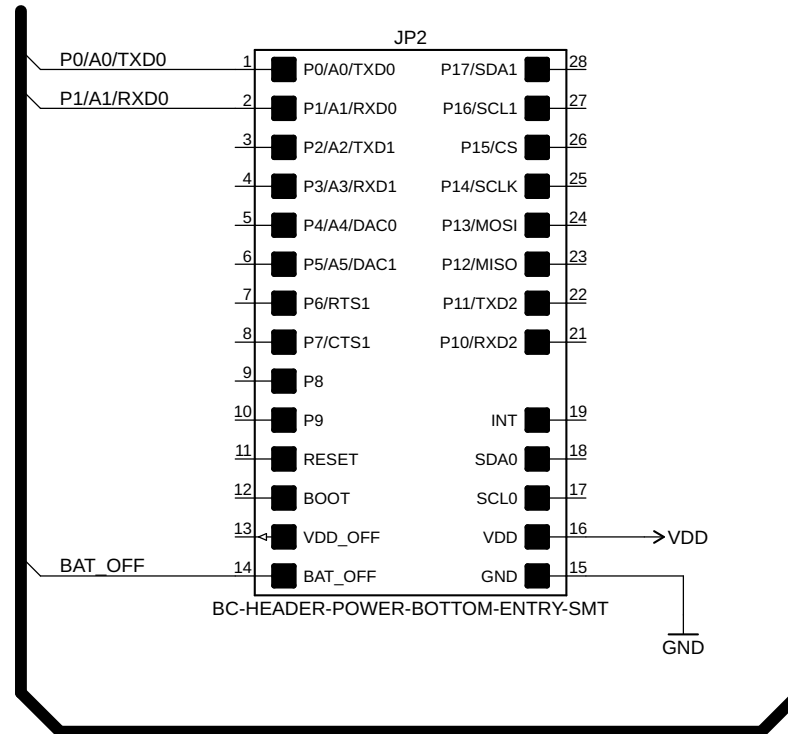 JP2
P0/A0/TXD0 1 P0/A0/TXD0 P17/SDA1 28
P1/A1/RXD0 2 P1/A1/RXD0 P16/SCL1 27
3 P2/A2/TXD1 P15/CS 26
4 P3/A3/RXD1 P14/SCLK 25
5 P4/A4/DAC0 P13/MOSI 24
6 P5/A5/DAC1 P12/MISO 23
7 P6/RTS1 P11/TXD2 22
8 P7/CTS1 P10/RXD2 21
9 P8
10 P9 INT 19
11 RESET SDA0 18
12 BOOT SCL0 17
13 VDD_OFF VDD 16 VDD
BAT_OFF 14 BAT_OFF GND 15
BC-HEADER-POWER-BOTTOM-ENTRY-SMT
GND